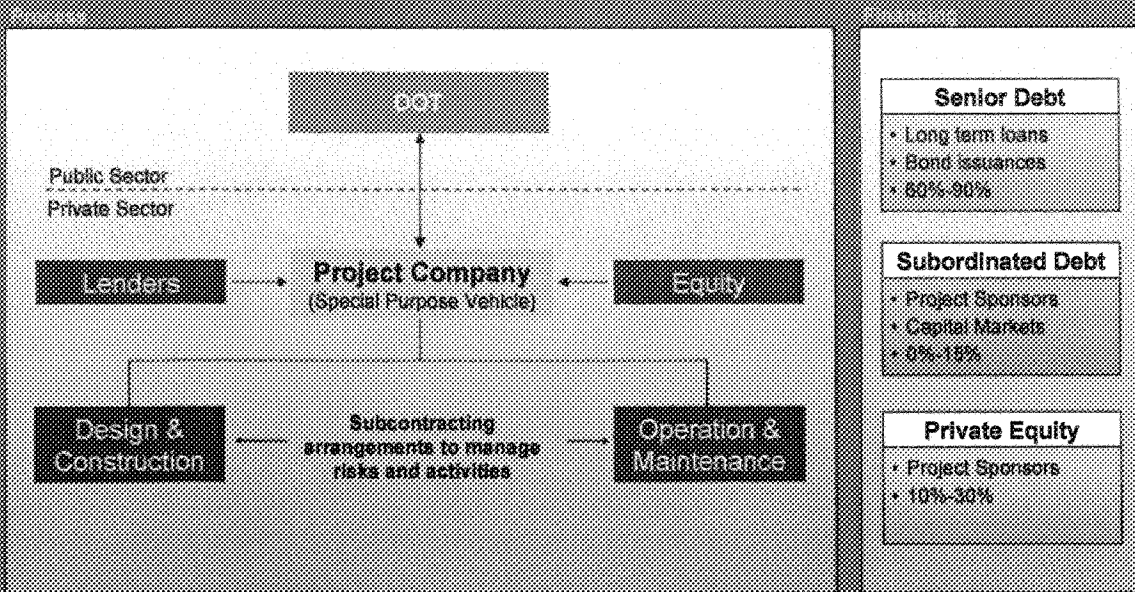 Process
Financing
DOT
Public Sector
Private Sector
Lenders
Project Company
(Special Purpose Vehicle)
Equity
Design &
Construction
Subcontracting
arrangements to manage
risks and activities
Operation &
Maintenance
Senior Debt
• Long term loans
• Bond issuances
• 60%-90%
Subordinated Debt
• Project Sponsors
• Capital Markets
• 0%-15%
Private Equity
• Project Sponsors
• 10%-30%